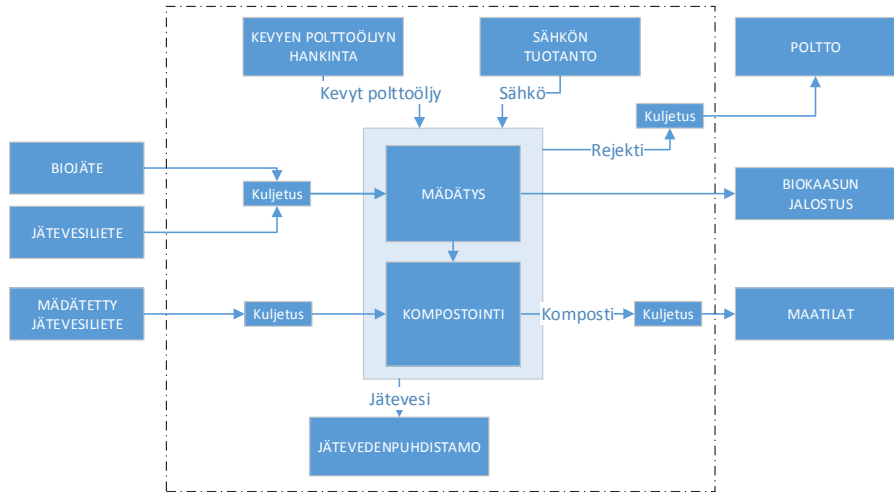 KEVYEN POLTTOÖLJYN
HANKINTA
SÄHKÖN
TUOTANTO
POLTTO
Kevyt polttoöljy
Sähkö
Kuljetus
Rejekti
BIOJÄTE
Kuljetus
MÄDÄTYS
BIOKAASUN
JALOSTUS
JÄTEVESILIETE
MÄDÄTETTY
JÄTEVESILIETE
Kuljetus
KOMPOSTOINTI
Komposti
Kuljetus
MAATILAT
Jätevesi
JÄTEVEDENPUHDISTAMO